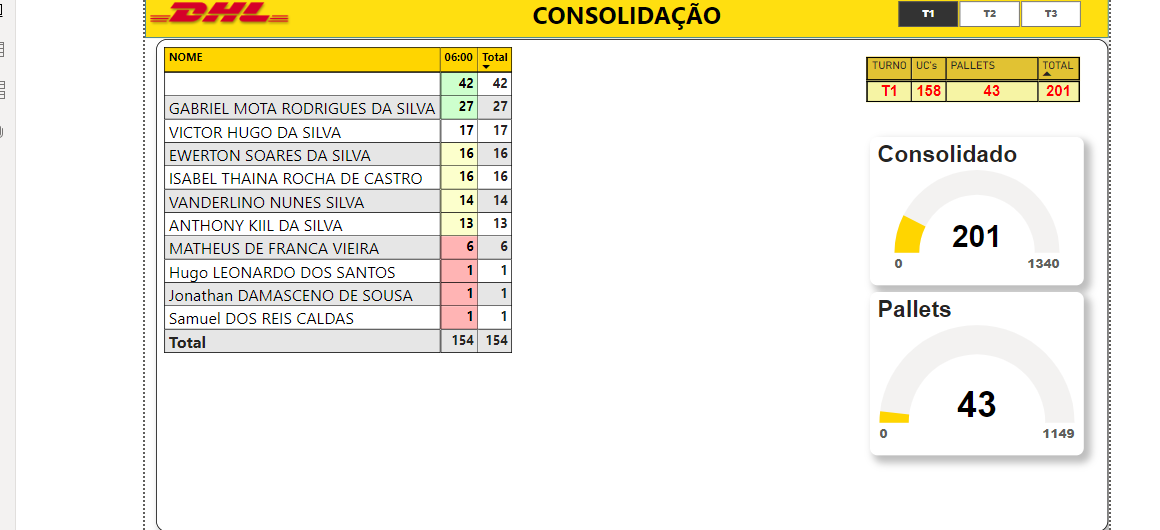 DHL
CONSOLIDAÇÃO
T1 T2 T3
NOME 06:00 Total
42 42
GABRIEL MOTA RODRIGUES DA SILVA 27 27
VICTOR HUGO DA SILVA 17 17
EWERTON SOARES DA SILVA 16 16
ISABEL THAINA ROCHA DE CASTRO 16 16
VANDERLINO NUNES SILVA 14 14
ANTHONY KIIL DA SILVA 13 13
MATHEUS DE FRANCA VIEIRA 6 6
Hugo LEONARDO DOS SANTOS 1 1
Jonathan DAMASCENO DE SOUSA 1 1
Samuel DOS REIS CALDAS 1 1
Total 154 154
TURNO UC's PALLETS TOTAL
T1 158 43 201
Consolidado
201
0 1340
Pallets
43
0 1149